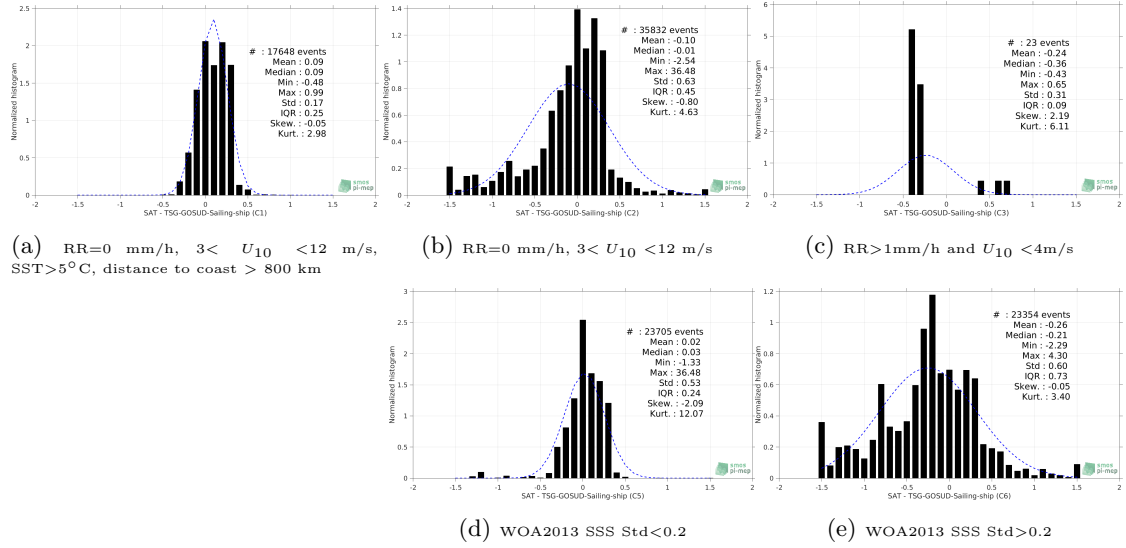 2.5
2
1.5
1
0.5
0
Normalized histogram
# : 17648 events
Mean : 0.09
Median : 0.09
Min : -0.48
Max : 0.99
Std : 0.17
IQR : 0.25
Skew. : -0.05
Kurt. : 2.98
smos
pi-mep
-2 -1.5 -1 -0.5 0 0.5 1 1.5 2
SAT - TSG-GOSUD-Sailing-ship (C1)
(a) RR=0 mm/h, 3< U10 <12 m/s,
SST>5°C, distance to coast > 800 km
1.4
1.2
1
0.8
0.6
0.4
0.2
0
Normalized histogram
# : 35832 events
Mean : -0.10
Median : -0.01
Min : -2.54
Max : 36.48
Std : 0.63
IQR : 0.45
Skew. : -0.80
Kurt. : 4.63
smos
pi-mep
-2 -1.5 -1 -0.5 0 0.5 1 1.5 2
SAT - TSG-GOSUD-Sailing-ship (C2)
(b) RR=0 mm/h, 3< U10 <12 m/s
6
5
4
3
2
1
0
Normalized histogram
# : 23 events
Mean : -0.24
Median : -0.36
Min : -0.43
Max : 0.65
Std : 0.31
IQR : 0.09
Skew. : 2.19
Kurt. : 6.11
smos
pi-mep
-2 -1.5 -1 -0.5 0 0.5 1 1.5 2
SAT - TSG-GOSUD-Sailing-ship (C3)
(c) RR>1mm/h and U10 <4m/s
3
2.5
2
1.5
1
0.5
0
Normalized histogram
# : 23705 events
Mean : 0.02
Median : 0.03
Min : -1.33
Max : 36.48
Std : 0.53
IQR : 0.24
Skew. : -2.09
Kurt. : 12.07
smos
pi-mep
-2 -1.5 -1 -0.5 0 0.5 1 1.5 2
SAT - TSG-GOSUD-Sailing-ship (C5)
(d) WOA2013 SSS Std<0.2
1.2
1
0.8
0.6
0.4
0.2
0
Normalized histogram
# : 23354 events
Mean : -0.26
Median : -0.21
Min : -2.29
Max : 4.30
Std : 0.60
IQR : 0.73
Skew. : -0.05
Kurt. : 3.40
smos
pi-mep
-2 -1.5 -1 -0.5 0 0.5 1 1.5 2
SAT - TSG-GOSUD-Sailing-ship (C6)
(e) WOA2013 SSS Std>0.2